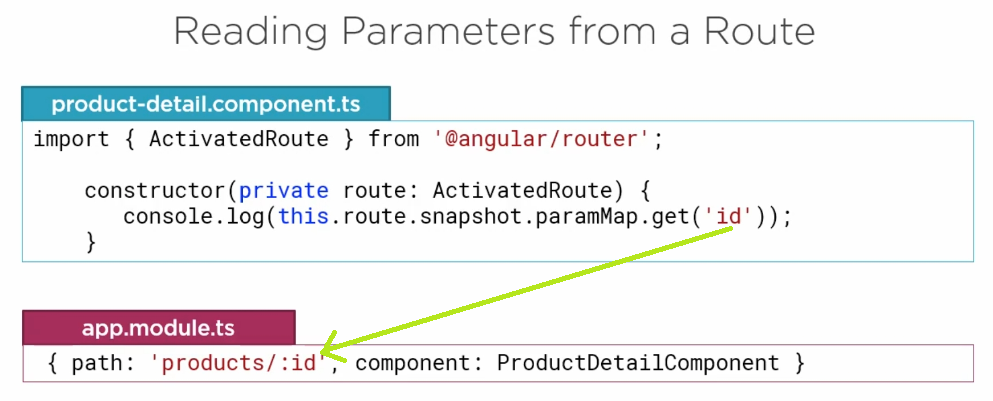 Reading Parameters from a Route
product-detail.component.ts
import { ActivatedRoute } from '@angular/router';
constructor(private route: ActivatedRoute) {
console.log(this.route.snapshot.paramMap.get('id'));
}
app.module.ts
{ path: 'products/:id', component: ProductDetailComponent }